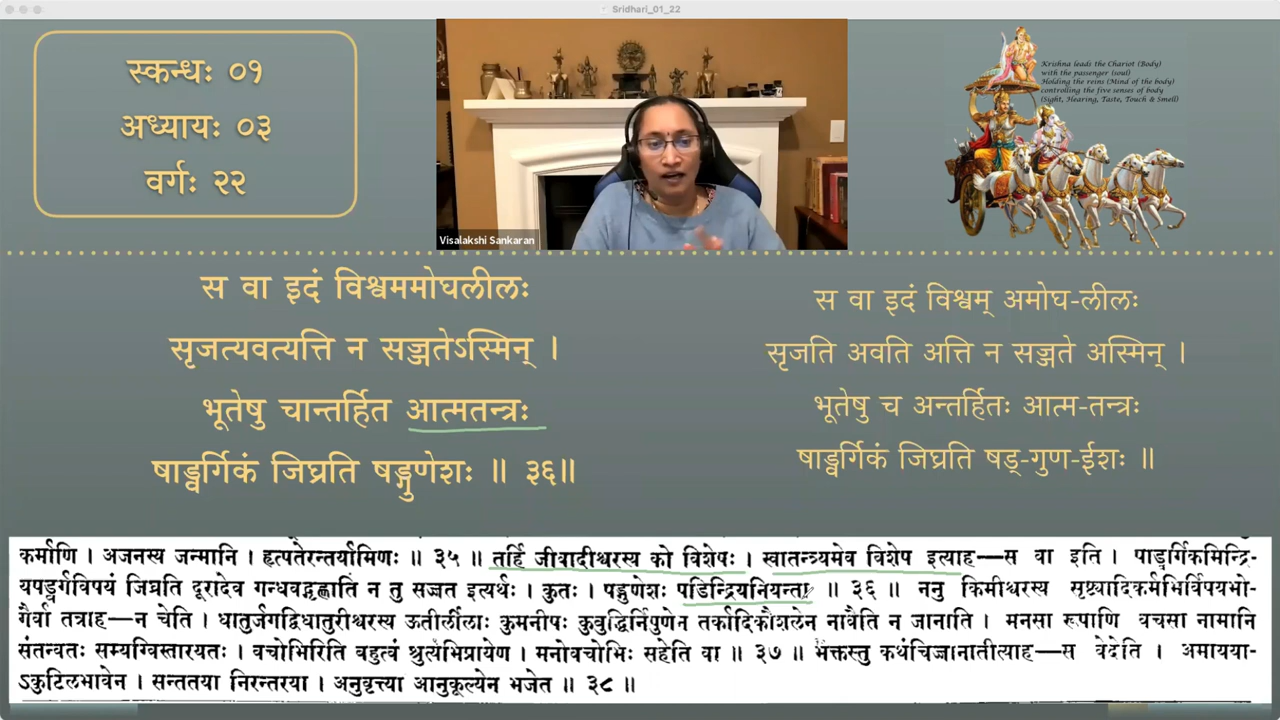 Sridhari_01_22
स्कन्धः ०१
अध्यायः ०३
वर्गः २२
Visalakshi Sankaran
Krishna leads the Chariot (Body)
with the passenger (soul)
Holding the reins (Mind of the body)
controlling the five senses of body
(Sight, Hearing, Taste, Touch & Smell)
स वा इदं विश्वममोघलीलः
सृजत्यवत्यत्ति न सज्जतेऽस्मिन् ।
भूतेषु चान्तर्हित आत्मतन्त्रः
षाड्वर्गिकं जिघ्रति षड्गुणेशः ॥ ३६॥
स वा इदं विश्वम् अमोघ-लीलः
सृजति अवति अत्ति न सज्जते अस्मिन् ।
भूतेषु च अन्तर्हितः आत्म-तन्त्रः
षाड्वर्गिकं जिघ्रति षड्-गुण-ईशः ॥
कर्माणि । अजनस्य जन्मानि । हृत्पतेरन्तर्यामिणः ॥ ३५ ॥ तर्हि जीवादीश्वरस्य को विशेषः । स्वातन्त्र्यमेव विशेष इत्याह—स वा इति । षाड्वर्गिकमिन्द्रि-
यषड्वर्गविषयं जिघ्रति दूरादेव गन्धवद्गृह्णाति न तु सज्जत इत्यर्थः । कुतः । षड्गुणेशः षडिन्द्रियनियन्ता ॥ ३६ ॥ ननु किमीश्वरस्य सृष्ट्यादिकर्मभिर्विषयभो-
गैर्वा तत्राह—न चेति । धातुर्जगद्विधातुरीश्वरस्य ऊतीर्लीलाः कुमनीषः कुबुद्धिर्निपुणेन तर्कादिकौशलेन नावैति न जानाति । मनसा रूपाणि वचसा नामानि
संतन्वतः सम्यग्विस्तारयतः । वचोभिरिति बहुत्वं श्रुत्यभिप्रायेण । मनोवचोभिः सहेति वा ॥ ३७ ॥ भक्तस्तु कथंचिज्जानातीत्याह—स वेदेति । अमायया-
ऽकुटिलभावेन । सन्ततया निरन्तरया । अनुवृत्त्या आनुकूल्येन भजेत ॥ ३८ ॥